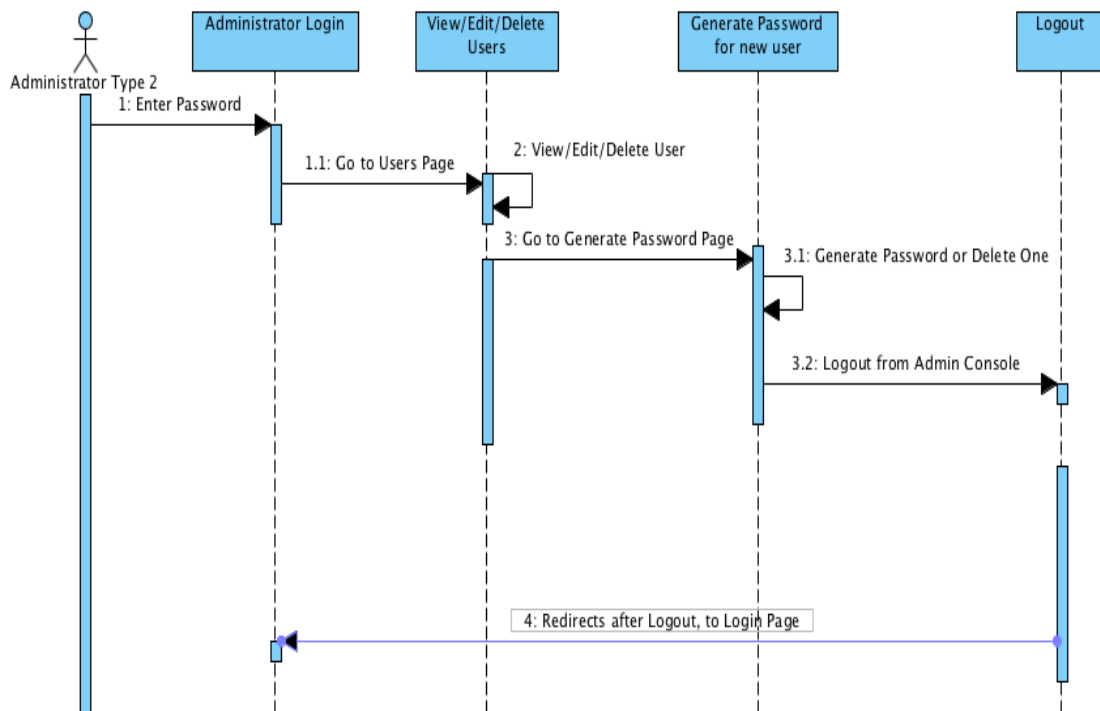 Administrator Login
View/Edit/Delete
Users
Generate Password
for new user
Logout
Administrator Type 2
1: Enter Password
1.1: Go to Users Page
2: View/Edit/Delete User
3: Go to Generate Password Page
3.1: Generate Password or Delete One
3.2: Logout from Admin Console
4: Redirects after Logout, to Login Page